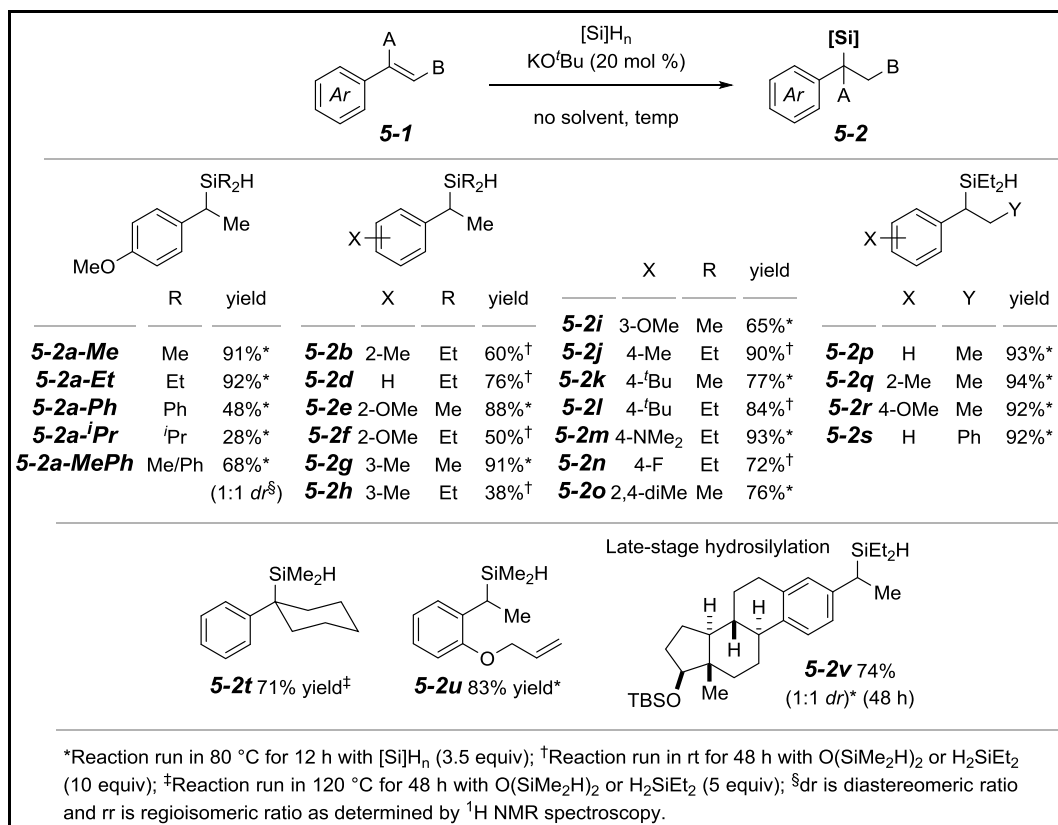 A
B
Ar
5-1
[Si]Hn
KOtBu (20 mol %)
no solvent, temp
[Si]
B
Ar
A
5-2
SiR2H
Me
MeO
R yield
5-2a-Me Me 91%*
5-2a-Et Et 92%*
5-2a-Ph Ph 48%*
5-2a-iPr iPr 28%*
5-2a-MePh Me/Ph 68%*
(1:1 dr§)
SiR2H
Me
X
X R yield
5-2b 2-Me Et 60%†
5-2d H Et 76%†
5-2e 2-OMe Me 88%*
5-2f 2-OMe Et 50%†
5-2g 3-Me Me 91%*
5-2h 3-Me Et 38%†
X R yield
5-2i 3-OMe Me 65%*
5-2j 4-Me Et 90%†
5-2k 4-tBu Me 77%*
5-2l 4-tBu Et 84%†
5-2m 4-NMe2 Et 93%*
5-2n 4-F Et 72%†
5-2o 2,4-diMe Me 76%*
SiEt2H
Y
X
X Y yield
5-2p H Me 93%*
5-2q 2-Me Me 94%*
5-2r 4-OMe Me 92%*
5-2s H Ph 92%*
SiMe2H
5-2t 71% yield‡
SiMe2H
Me
O
5-2u 83% yield*
Late-stage hydrosilylation
SiEt2H
Me
H
H
H
Me
TBSO
5-2v 74%
(1:1 dr)* (48 h)
*Reaction run in 80 °C for 12 h with [Si]Hn (3.5 equiv); †Reaction run in rt for 48 h with O(SiMe2H)2 or H2SiEt2
(10 equiv); ‡Reaction run in 120 °C for 48 h with O(SiMe2H)2 or H2SiEt2 (5 equiv); §dr is diastereomeric ratio
and rr is regioisomeric ratio as determined by 1H NMR spectroscopy.